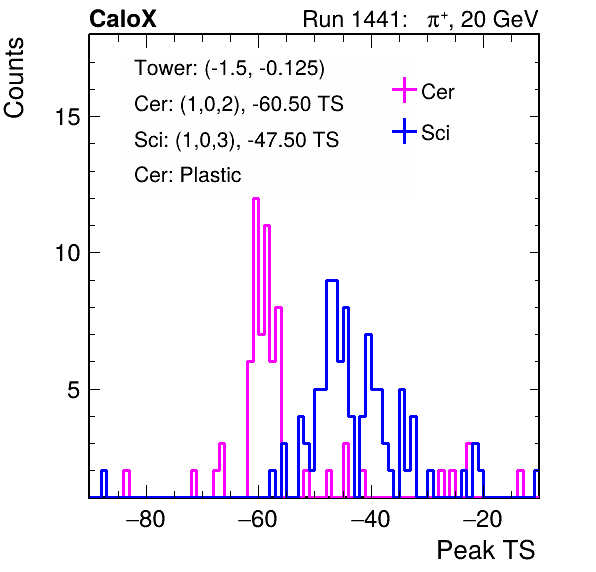 CaloX Run 1441: π⁺, 20 GeV
Counts
Tower: (-1.5, -0.125)
Cer: (1,0,2), -60.50 TS
Sci: (1,0,3), -47.50 TS
Cer: Plastic
Cer
Sci
15
10
5
−80 −60 −40 −20
Peak TS